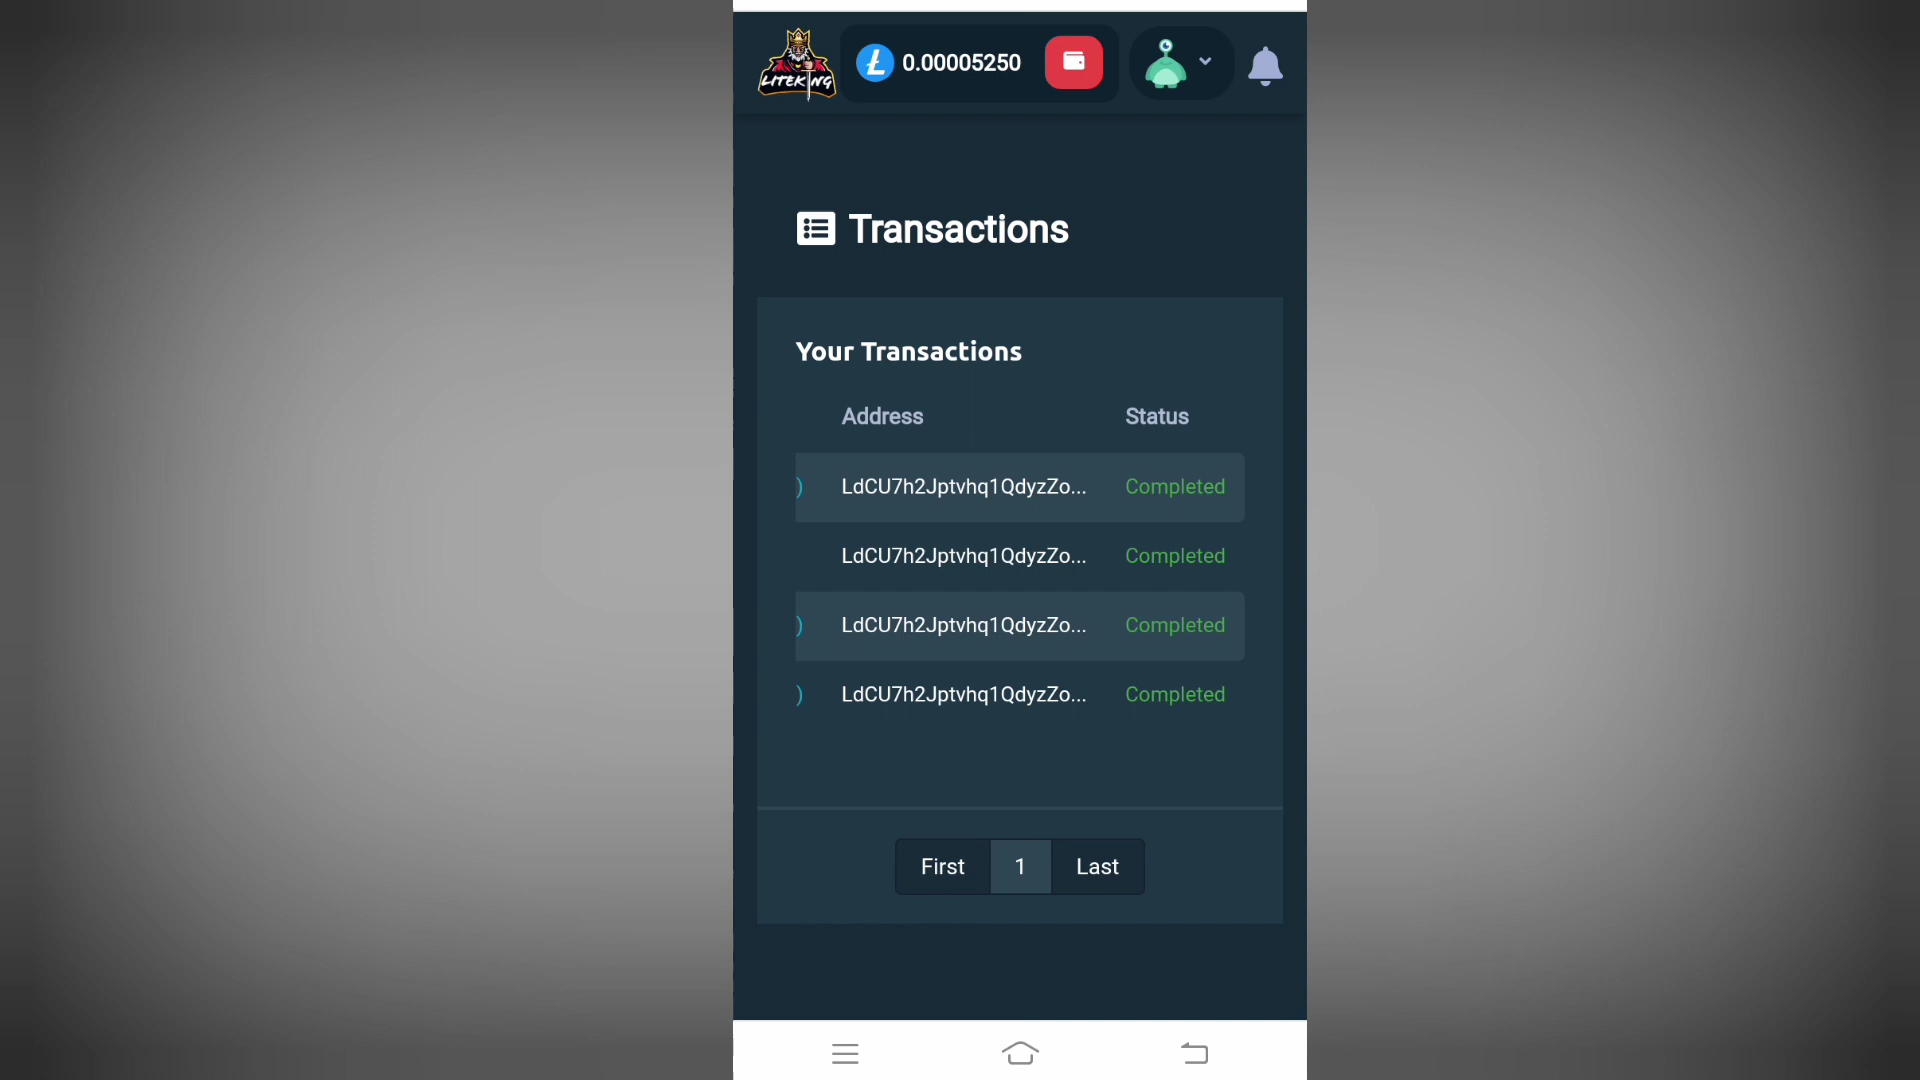 LITEKING
0.00005250
Transactions
Your Transactions
Address Status
) LdCU7h2Jptvhq1QdyzZo... Completed
LdCU7h2Jptvhq1QdyzZo... Completed
) LdCU7h2Jptvhq1QdyzZo... Completed
) LdCU7h2Jptvhq1QdyzZo... Completed
First 1 Last